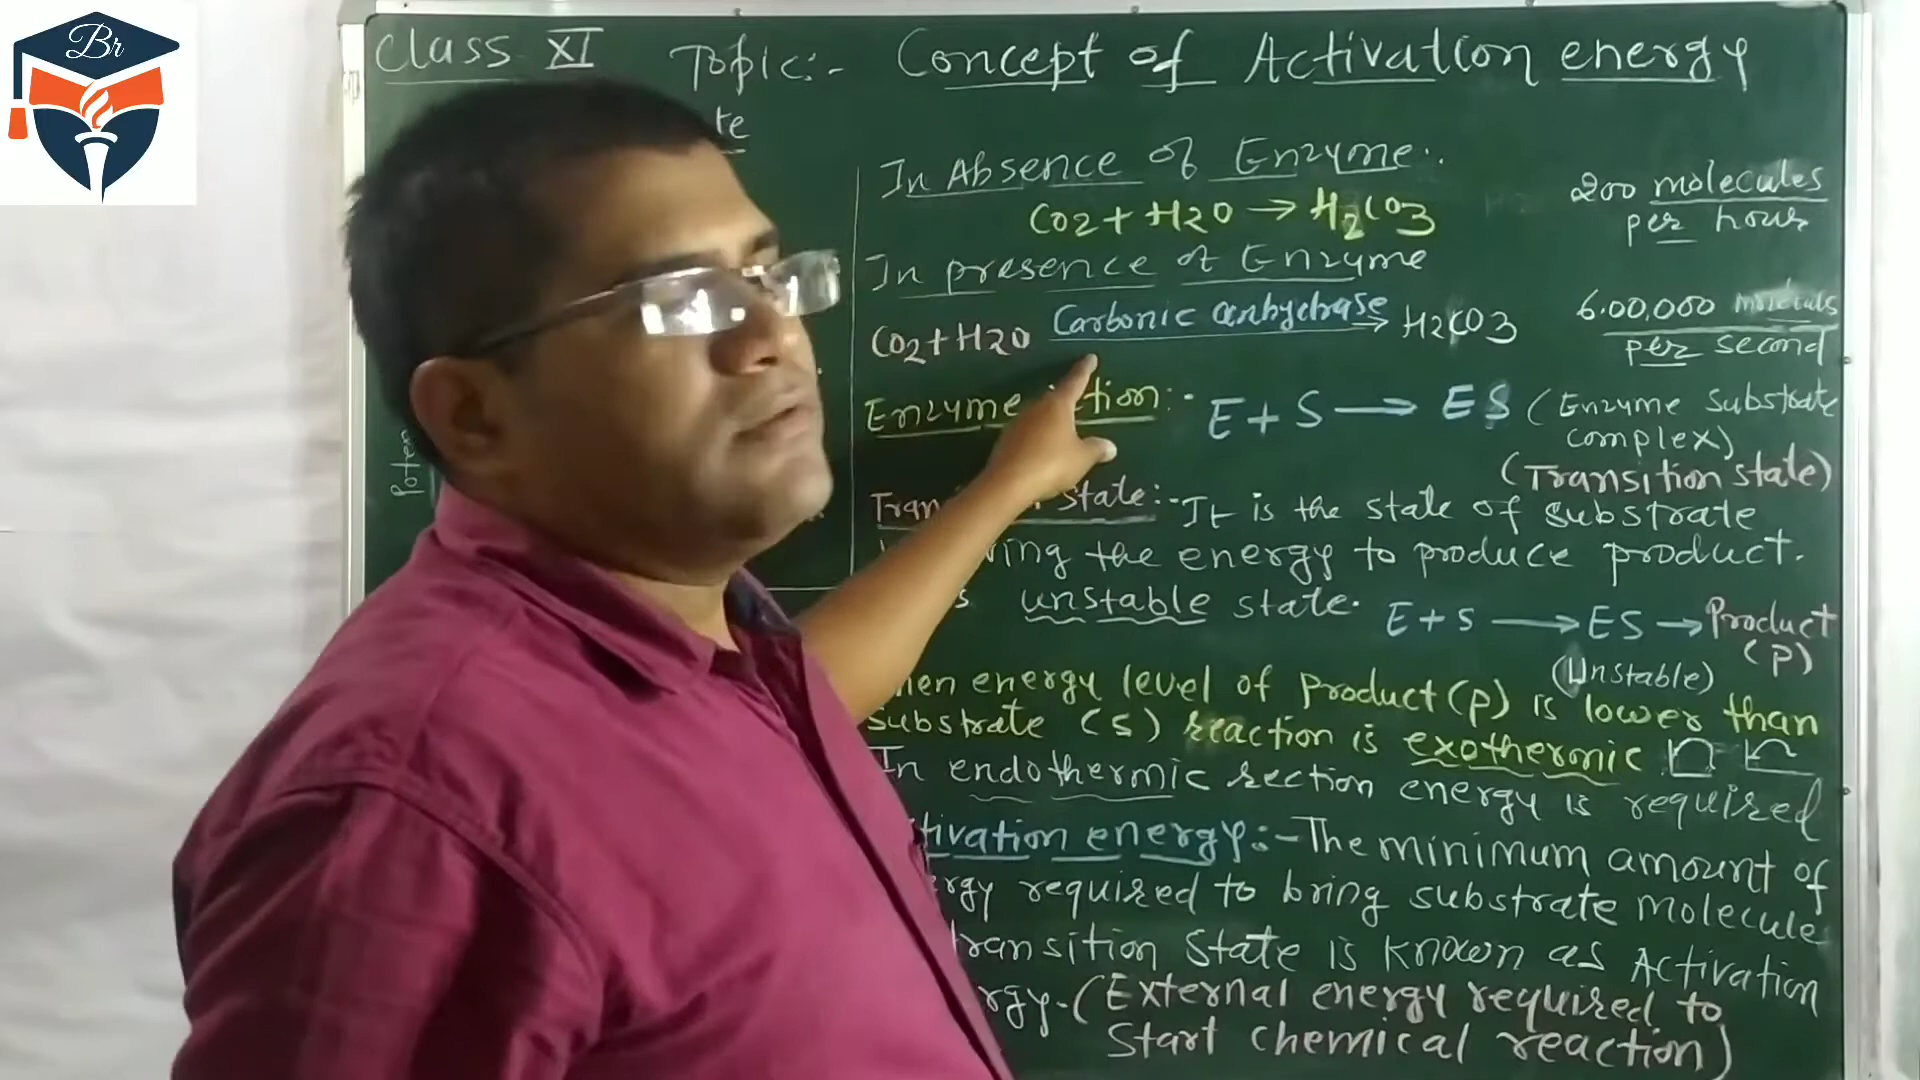 Br
Class XI Topic:- Concept of Activation energy
te
In Absence of Enzyme:.
CO2 + H2O → H2CO3
200 molecules
per hour
In presence of Enzyme
CO2+H2O Carbonic anhydrase → H2CO3
6.00,000
per second
Enzyme ction:- E + S → ES (Enzyme substrate
complex)
(Transition state)
Poten
Tran State:- It is the state of substrate
ving the energy to produce product.
s unstable state.
E + S → ES → Product
(P)
(Unstable)
hen energy level of product (P) is lower than
substrate (S) reaction is exothermic
In endothermic rection energy is required
tivation energy:- The minimum amount of
rgy required to bring substrate molecule
transition State is known as Activation
rgy. (External energy required to
Start chemical reaction)